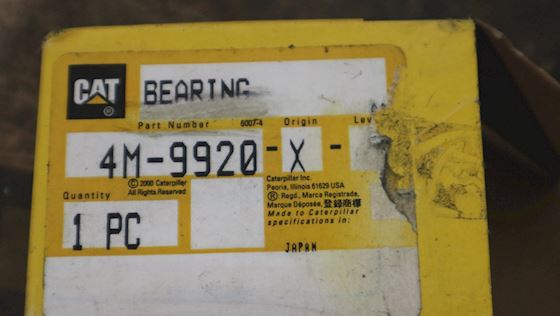 CAT
®
BEARING
Part Number 6007-4 Origin Lev
4M-9920-X-
© 2000 Caterpillar
All Rights Reserved
Caterpillar Inc.
Peoria, Illinois 61629 USA
® Regd., Marca Registrada,
Marque Déposée, 登録商標
Made to Caterpillar
specifications in:
Quantity
1 PC
JAPAN